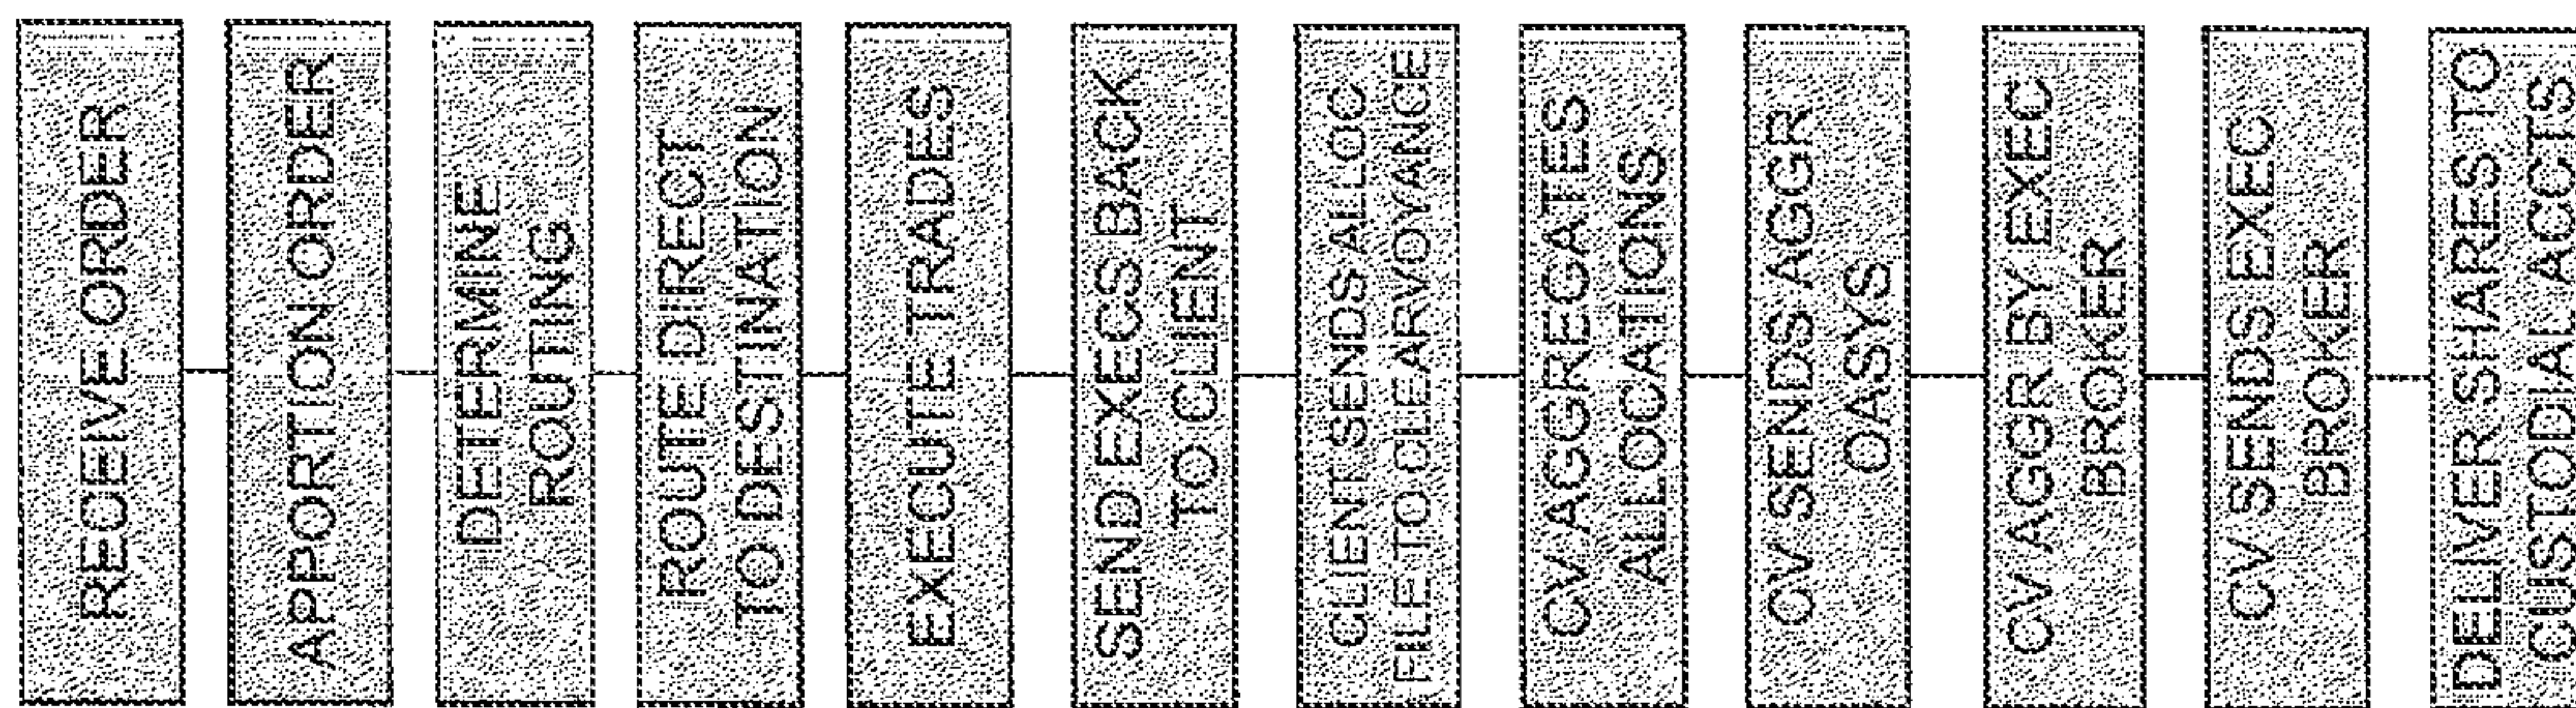 RECEIVE ORDER
APPORTION ORDER
DETERMINE
ROUTING
ROUTE DIRECT
TO DESTINATION
EXECUTE TRADES
SEND EXECS BACK
TO CLIENT
CLIENT SENDS ALLOC
FILE TO CLEARVOYANCE
CV AGGREGATES
ALLOCATIONS
CV SENDS AGGR
OASYS
CV AGGR BY EXEC
BROKER
CV SENDS EXEC
BROKER
DELIVER SHARES TO
CUSTODIAL ACCTS